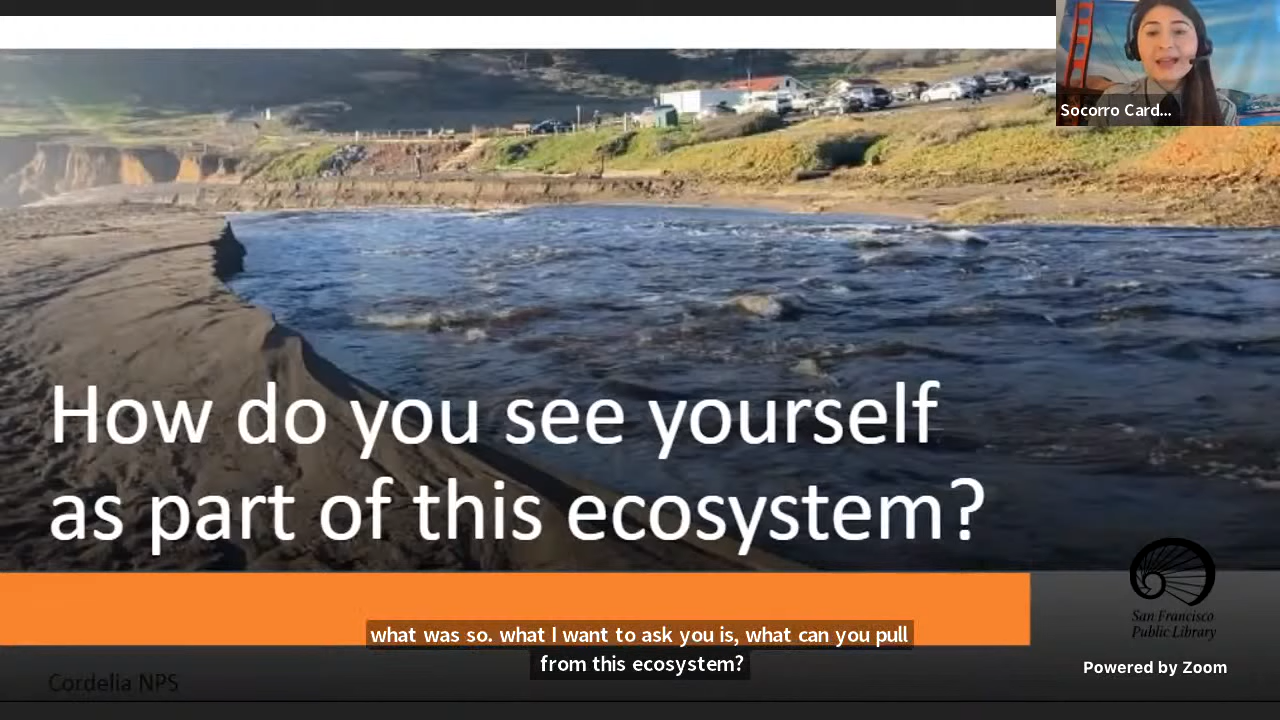 Socorro Card...
How do you see yourself
as part of this ecosystem?
San Francisco
Public Library
what was so. what I want to ask you is, what can you pull
from this ecosystem?
Powered by Zoom
Cordelia NPS